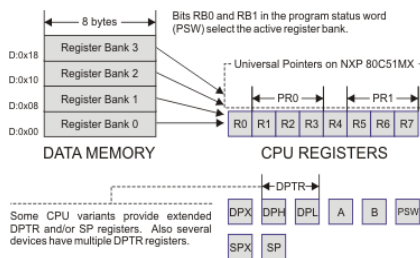 8 bytes
Bits RB0 and RB1 in the program status word
(PSW) select the active register bank.
D:0x18
Register Bank 3
Universal Pointers on NXP 80C51MX
D:0x10
Register Bank 2
D:0x08
Register Bank 1
PR0
PR1
D:0x00
Register Bank 0
R0 R1 R2 R3 R4 R5 R6 R7
DATA MEMORY
CPU REGISTERS
DPTR
Some CPU variants provide extended
DPTR and/or SP registers. Also several
devices have multiple DPTR registers.
DPX DPH DPL A B PSW
SPX SP